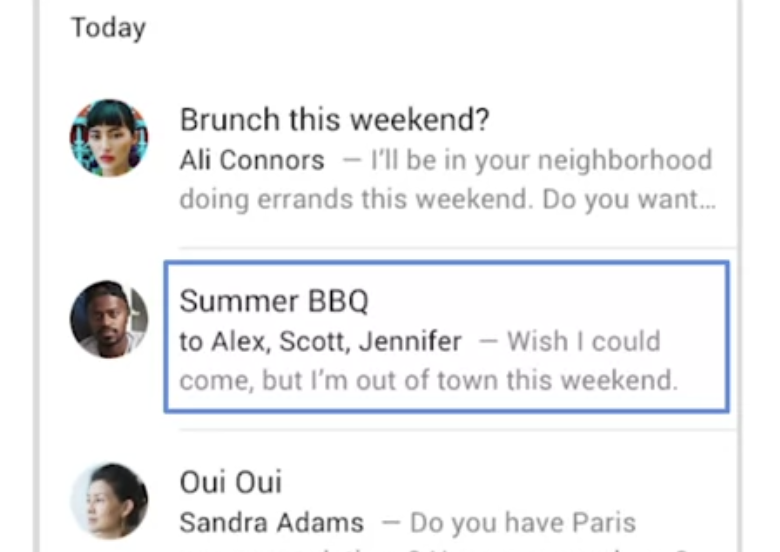 Today
Brunch this weekend?
Ali Connors — I'll be in your neighborhood
doing errands this weekend. Do you want…
Summer BBQ
to Alex, Scott, Jennifer — Wish I could
come, but I'm out of town this weekend.
Oui Oui
Sandra Adams — Do you have Paris